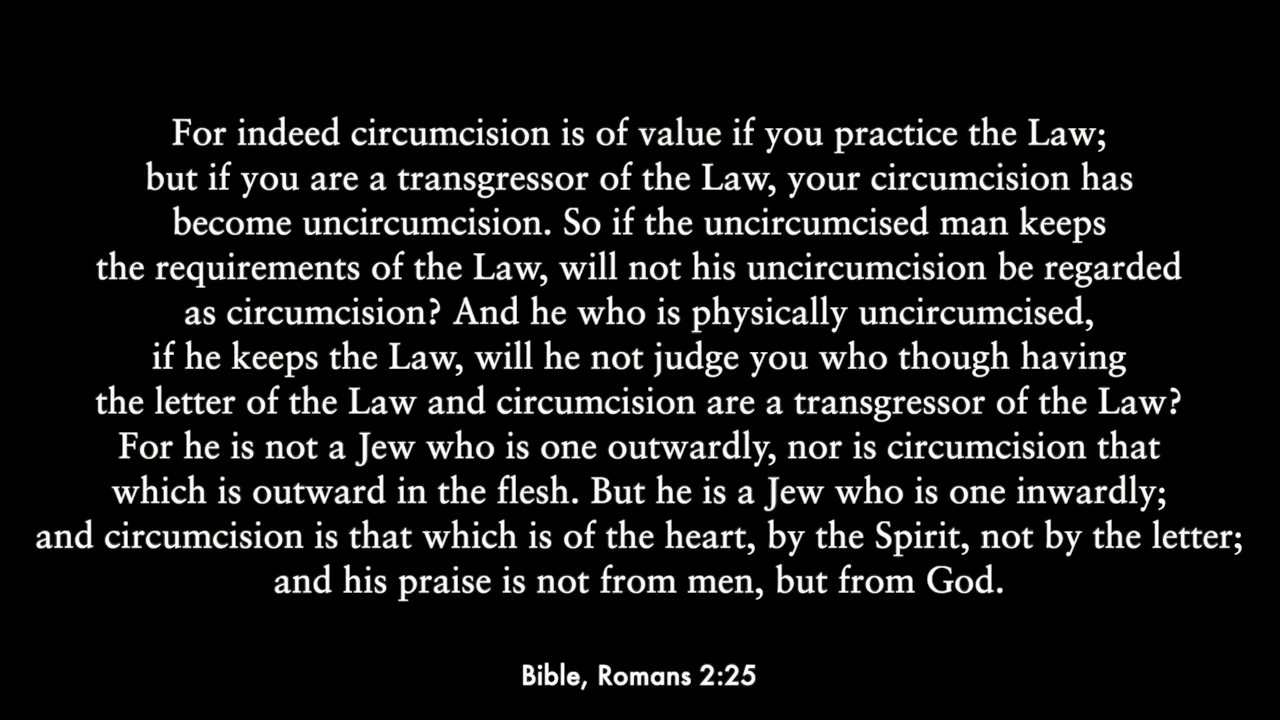 For indeed circumcision is of value if you practice the Law;
but if you are a transgressor of the Law, your circumcision has
become uncircumcision. So if the uncircumcised man keeps
the requirements of the Law, will not his uncircumcision be regarded
as circumcision? And he who is physically uncircumcised,
if he keeps the Law, will he not judge you who though having
the letter of the Law and circumcision are a transgressor of the Law?
For he is not a Jew who is one outwardly, nor is circumcision that
which is outward in the flesh. But he is a Jew who is one inwardly;
and circumcision is that which is of the heart, by the Spirit, not by the letter;
and his praise is not from men, but from God.
Bible, Romans 2:25